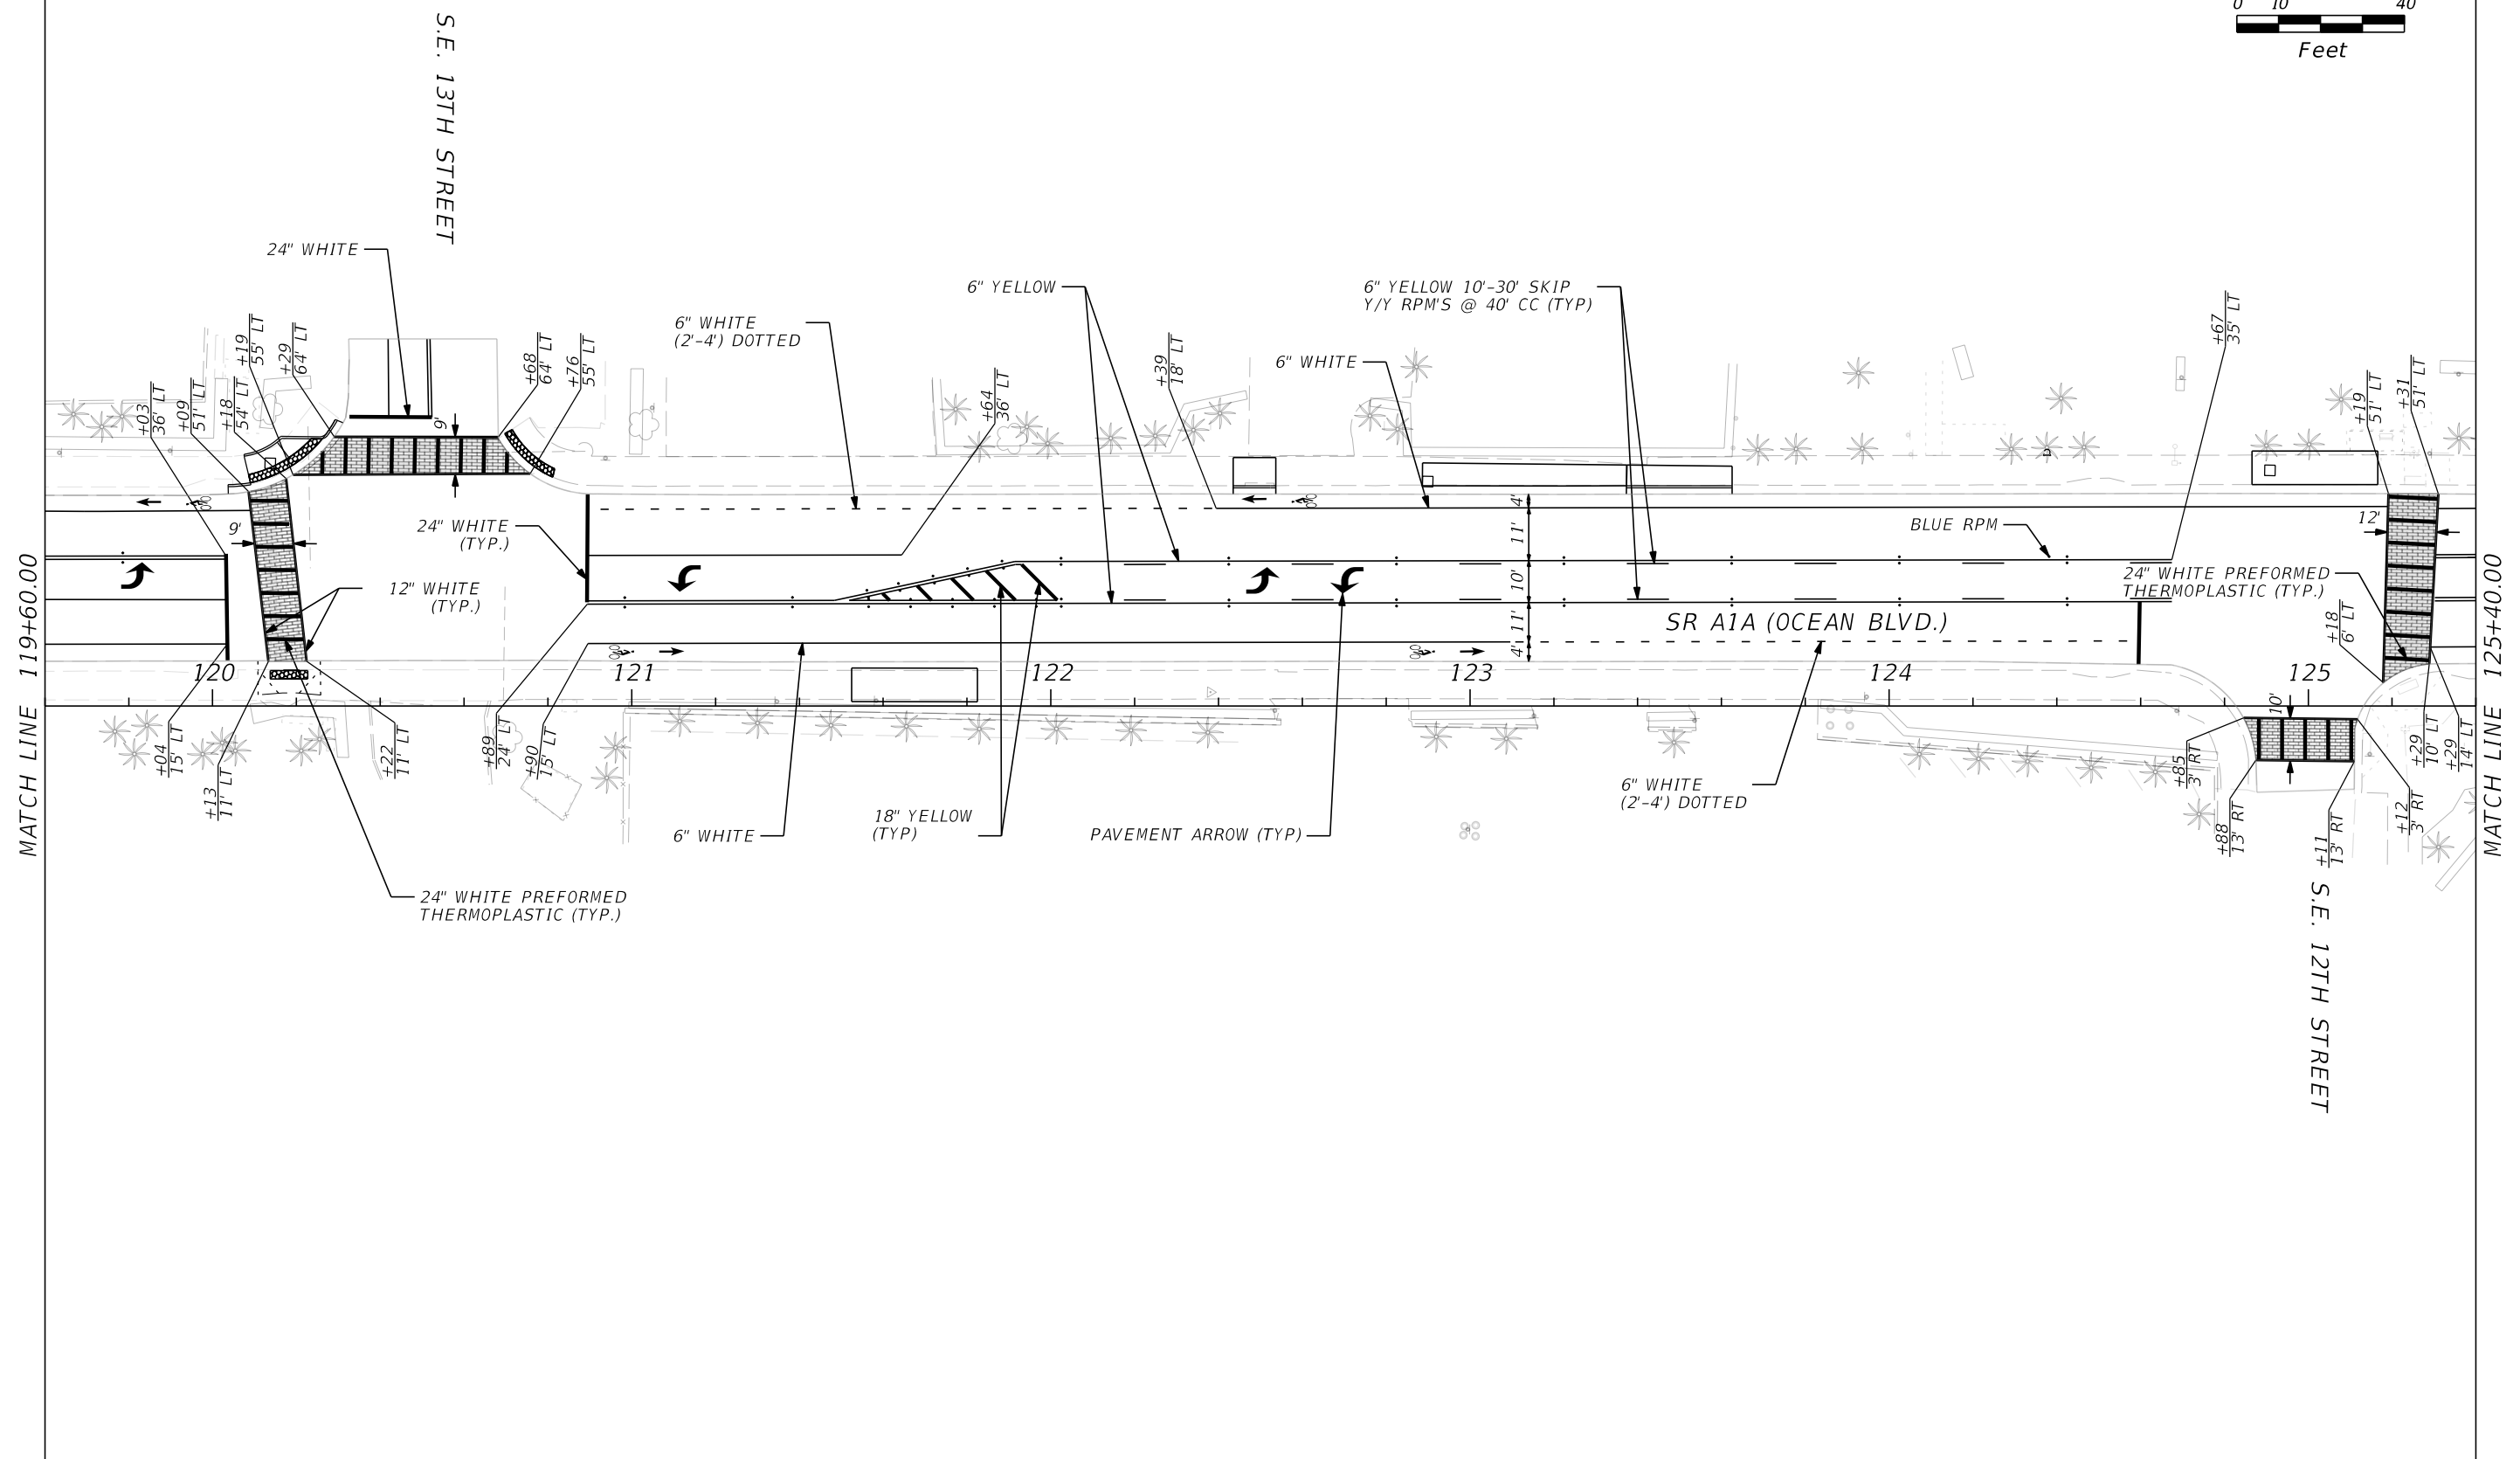 0 10 40
Feet
S.E. 13TH STREET
24" WHITE
6" YELLOW
6" YELLOW 10'-30' SKIP
Y/Y RPM'S @ 40' CC (TYP)
6" WHITE
(2'-4') DOTTED
6" WHITE
+03
36' LT
+09
51' LT
+18
54' LT
+19
55' LT
+29
64' LT
+68
64' LT
+76
55' LT
+64
36' LT
+39
18' LT
+67
35' LT
+19
51' LT
+31
51' LT
9'
9'
24" WHITE
(TYP.)
12" WHITE
(TYP.)
4'
11'
10'
11'
4'
BLUE RPM
12'
24" WHITE PREFORMED
THERMOPLASTIC (TYP.)
SR A1A (OCEAN BLVD.)
+18
6' LT
MATCH LINE 119+60.00
MATCH LINE 125+40.00
120
121
122
123
124
125
+04
15' LT
+13
11' LT
+22
11' LT
+89
24' LT
+90
15' LT
10'
+85
3' RT
+88
13' RT
+11
13' RT
+12
3' RT
+29
10' LT
+29
14' LT
6" WHITE
18" YELLOW
(TYP)
PAVEMENT ARROW (TYP)
6" WHITE
(2'-4') DOTTED
24" WHITE PREFORMED
THERMOPLASTIC (TYP.)
S.E. 12TH STREET